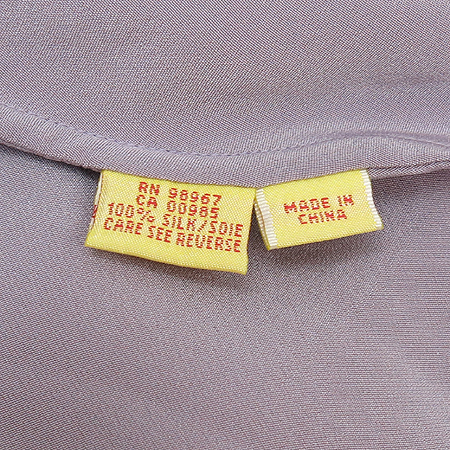 RN 98967
CA 00985
100% SILK/SOIE
CARE SEE REVERSE
MADE IN
CHINA